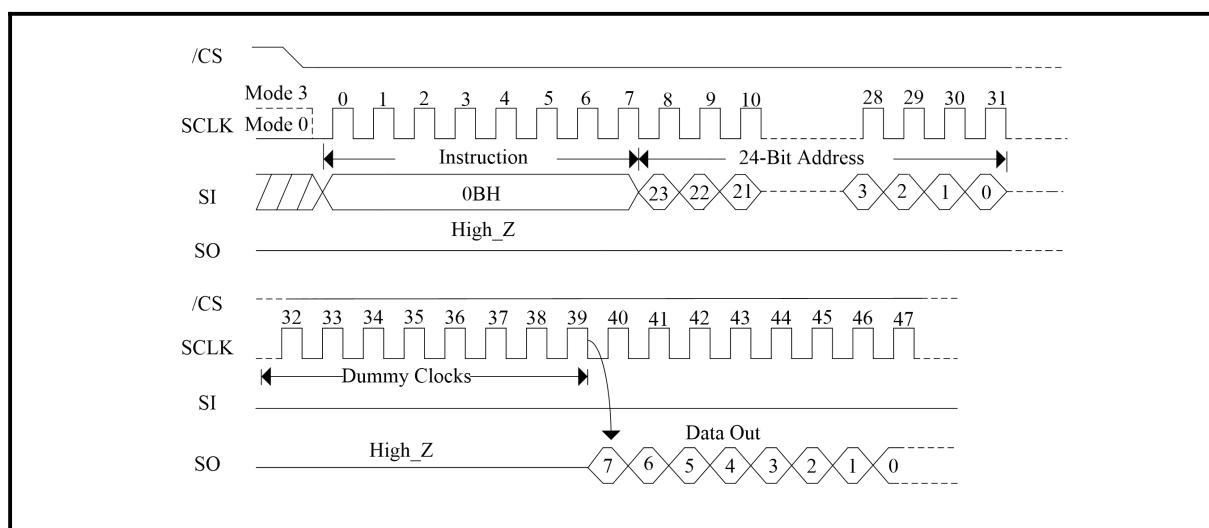 /CS
Mode 3
0 1 2 3 4 5 6 7 8 9 10 28 29 30 31
SCLK Mode 0
Instruction 24-Bit Address
SI 0BH 23 22 21 3 2 1 0
High_Z
SO
/CS
32 33 34 35 36 37 38 39 40 41 42 43 44 45 46 47
SCLK
Dummy Clocks
SI
High_Z Data Out
SO 7 6 5 4 3 2 1 0